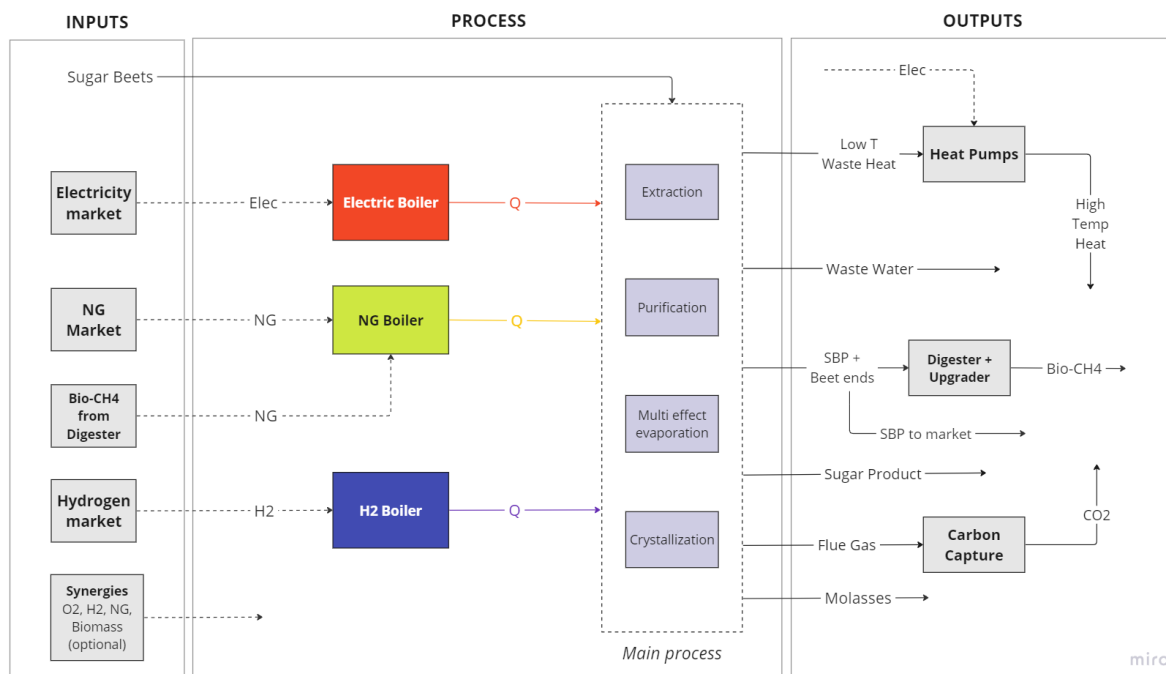 INPUTS
PROCESS
OUTPUTS
Sugar Beets
Elec
Electricity
market
Elec
Electric Boiler
Q
Extraction
Low T
Waste Heat
Heat Pumps
High
Temp
Heat
Waste Water
NG
Market
NG
NG Boiler
Q
Purification
SBP +
Beet ends
Digester +
Upgrader
Bio-CH4
Bio-CH4
from
Digester
NG
Multi effect
evaporation
SBP to market
Sugar Product
Hydrogen
market
H2
H2 Boiler
Q
Crystallization
Flue Gas
Carbon
Capture
CO2
Synergies
O2, H2, NG,
Biomass
(optional)
Molasses
Main process
miro